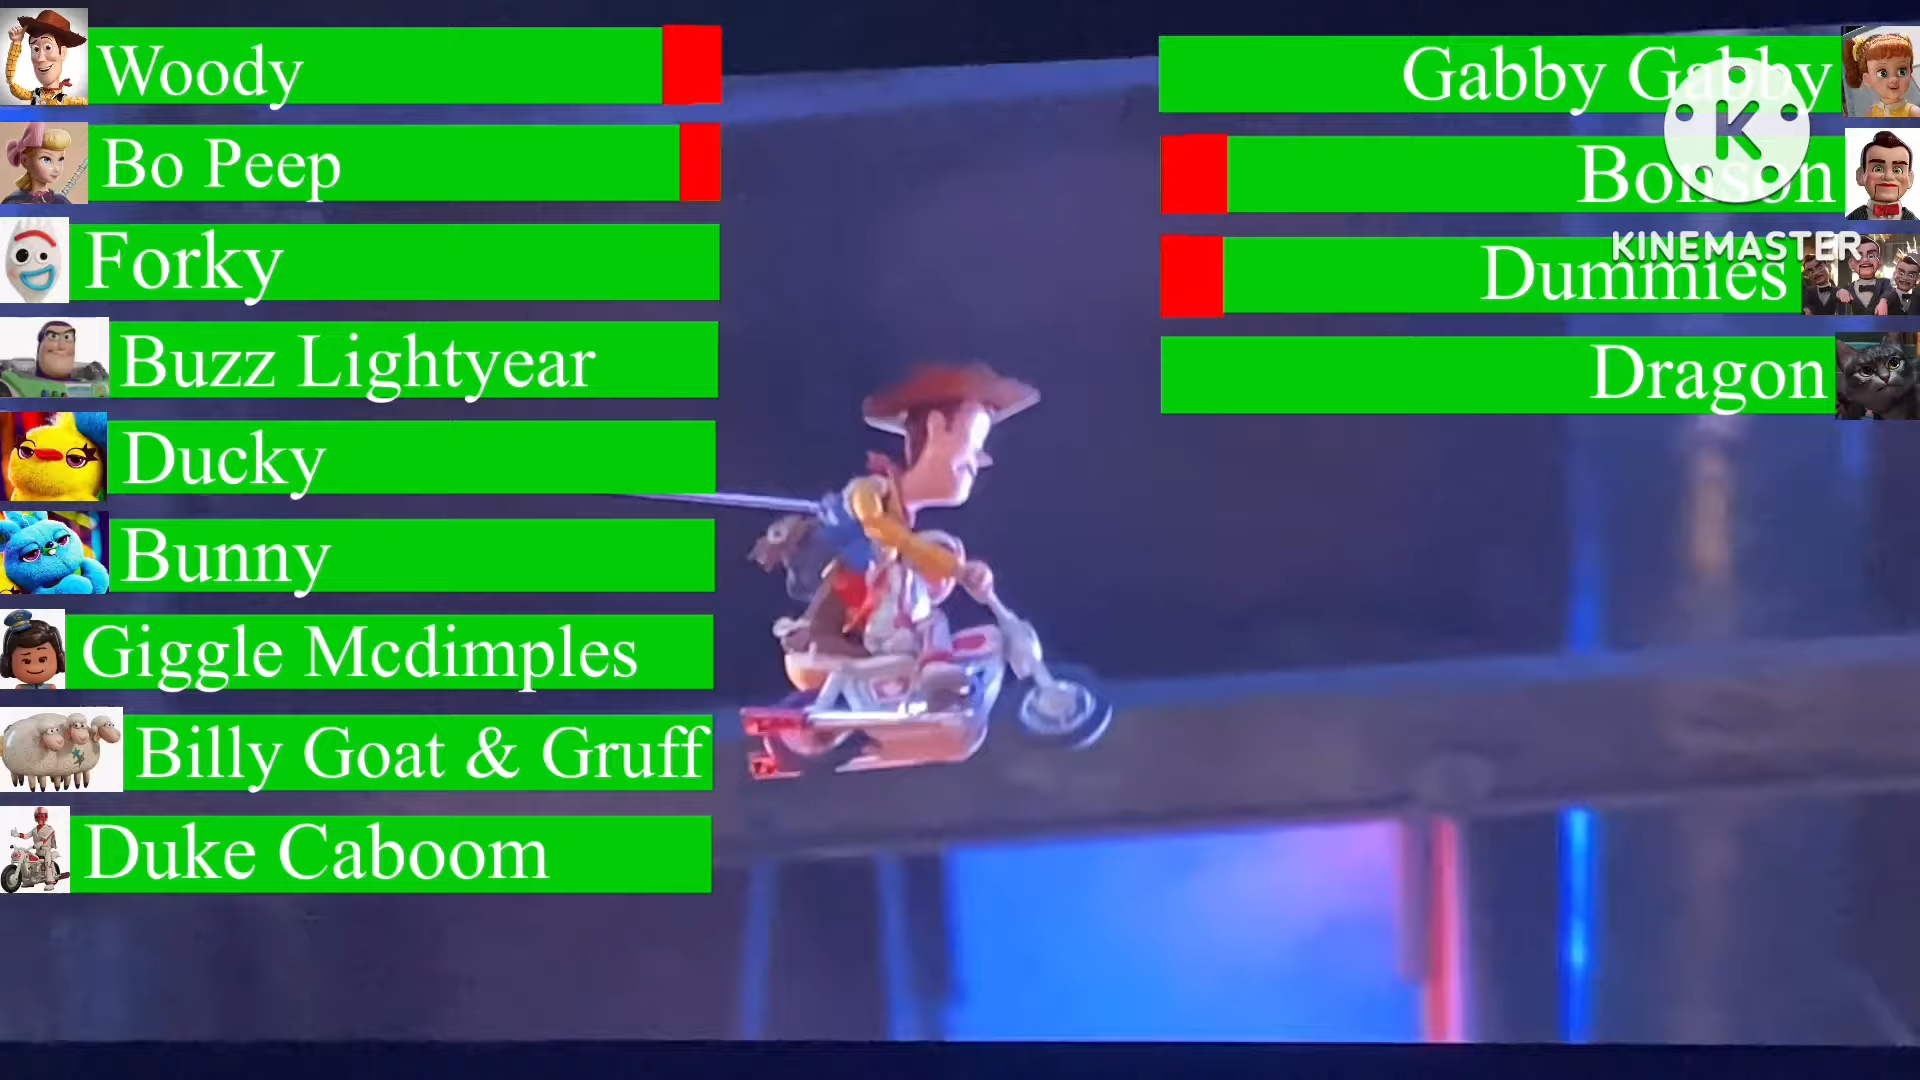 Woody
Bo Peep
Forky
Buzz Lightyear
Ducky
Bunny
Giggle Mcdimples
Billy Goat & Gruff
Duke Caboom
Gabby Gabby
Bonson
Dummies
Dragon
K
KINEMASTER